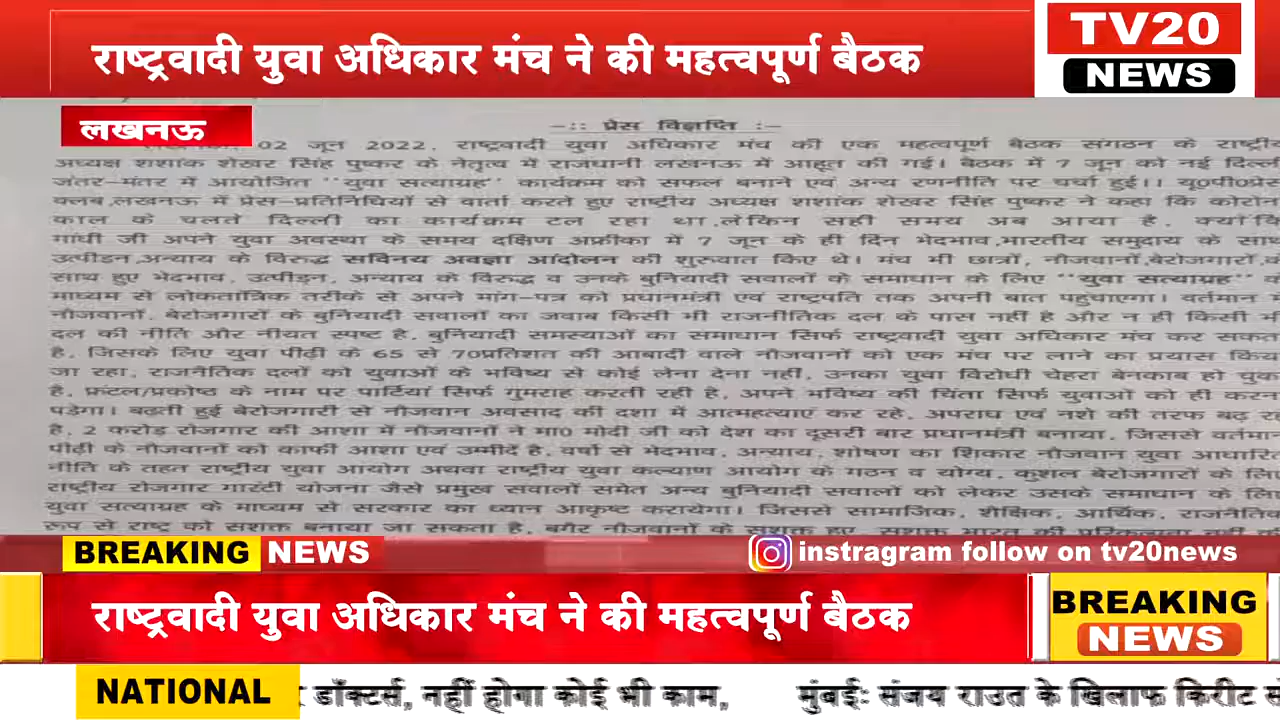 राष्ट्रवादी युवा अधिकार मंच ने की महत्वपूर्ण बैठक
TV20
NEWS
लखनऊ
-:: प्रेस विज्ञप्ति :-
02 जून 2022, राष्ट्रवादी युवा अधिकार मंच की एक महत्वपूर्ण बैठक संगठन के राष्ट्रीय
अध्यक्ष शशांक शेखर सिंह पुष्कर के नेतृत्व में राजधानी लखनऊ में आहूत की गई। बैठक में 7 जून को नई दिल्ली
जंतर-मंतर में आयोजित "युवा सत्याग्रह" कार्यक्रम को सफल बनाने एवं अन्य रणनीति पर चर्चा हुई।। यू0पी0प्रेस
क्लब,लखनऊ में प्रेस-प्रतिनिधियों से वार्ता करते हुए राष्ट्रीय अध्यक्ष शशांक शेखर सिंह पुष्कर ने कहा कि कोरोन
काल के चलते दिल्ली का कार्यक्रम टल रहा था,लेकिन सही समय अब आया है, क्योंकि
गांधी जी अपने युवा अवस्था के समय दक्षिण अफ्रीका में 7 जून के ही दिन भेदभाव,भारतीय समुदाय के साथ
उत्पीड़न,अन्याय के विरुद्ध सविनय अवज्ञा आंदोलन की शुरुवात किए थे। मंच भी छात्रों, नौजवानों,बेरोजगारों,के
साथ हुए भेदभाव, उत्पीड़न, अन्याय के विरुद्ध व उनके बुनियादी सवालों के समाधान के लिए "युवा सत्याग्रह" के
माध्यम से लोकतांत्रिक तरीके से अपने मांग-पत्र को प्रधानमंत्री एवं राष्ट्रपति तक अपनी बात पहुंचाएगा। वर्तमान में
नौजवानों, बेरोजगारों के बुनियादी सवालों का जवाब किसी भी राजनीतिक दल के पास नहीं है और न ही किसी भी
दल की नीति और नीयत स्पष्ट है, बुनियादी समस्याओं का समाधान सिर्फ राष्ट्रवादी युवा अधिकार मंच कर सकत
है, जिसके लिए युवा पीढ़ी के 65 से 70प्रतिशत की आबादी वाले नौजवानों को एक मंच पर लाने का प्रयास किय
जा रहा, राजनैतिक दलों को युवाओं के भविष्य से कोई लेना देना नहीं, उनका युवा विरोधी चेहरा बेनकाब हो चुक
है, फ्रंटल/प्रकोष्ठ के नाम पर पार्टियां सिर्फ गुमराह करती रही है, अपने भविष्य की चिंता सिर्फ युवाओं को ही करन
पड़ेगा। बढ़ती हुई बेरोजगारी से नौजवान अवसाद की दशा में आत्महत्याएं कर रहे, अपराध एवं नशे की तरफ बढ़ र
है, 2 करोड़ रोजगार की आशा में नौजवानों ने मा0 मोदी जी को देश का दूसरी बार प्रधानमंत्री बनाया, जिससे वर्तमान
पीढ़ी के नौजवानों को काफी आशा एवं उम्मीदें है, वर्षों से भेदभाव, अन्याय, शोषण का शिकार नौजवान युवा आधारित
नीति के तहत राष्ट्रीय युवा आयोग अथवा राष्ट्रीय युवा कल्याण आयोग के गठन व योग्य, कुशल बेरोजगारों के लिए
राष्ट्रीय रोजगार गारंटी योजना जैसे प्रमुख सवालों समेत अन्य बुनियादी सवालों को लेकर उसके समाधान के लिए
युवा सत्याग्रह के माध्यम से सरकार का ध्यान आकृष्ट करायेगा। जिससे सामाजिक, शैक्षिक, आर्थिक, राजनैतिक
रूप से राष्ट्र को सशक्त बनाया जा सकता है, बगैर नौजवानों के सशक्त हुए
BREAKING NEWS
instragram follow on tv20news
राष्ट्रवादी युवा अधिकार मंच ने की महत्वपूर्ण बैठक
BREAKING
NEWS
NATIONAL
डॉक्टर्स, नहीं होगा कोई भी काम, मुंबई: संजय राउत के खिलाफ किरीट